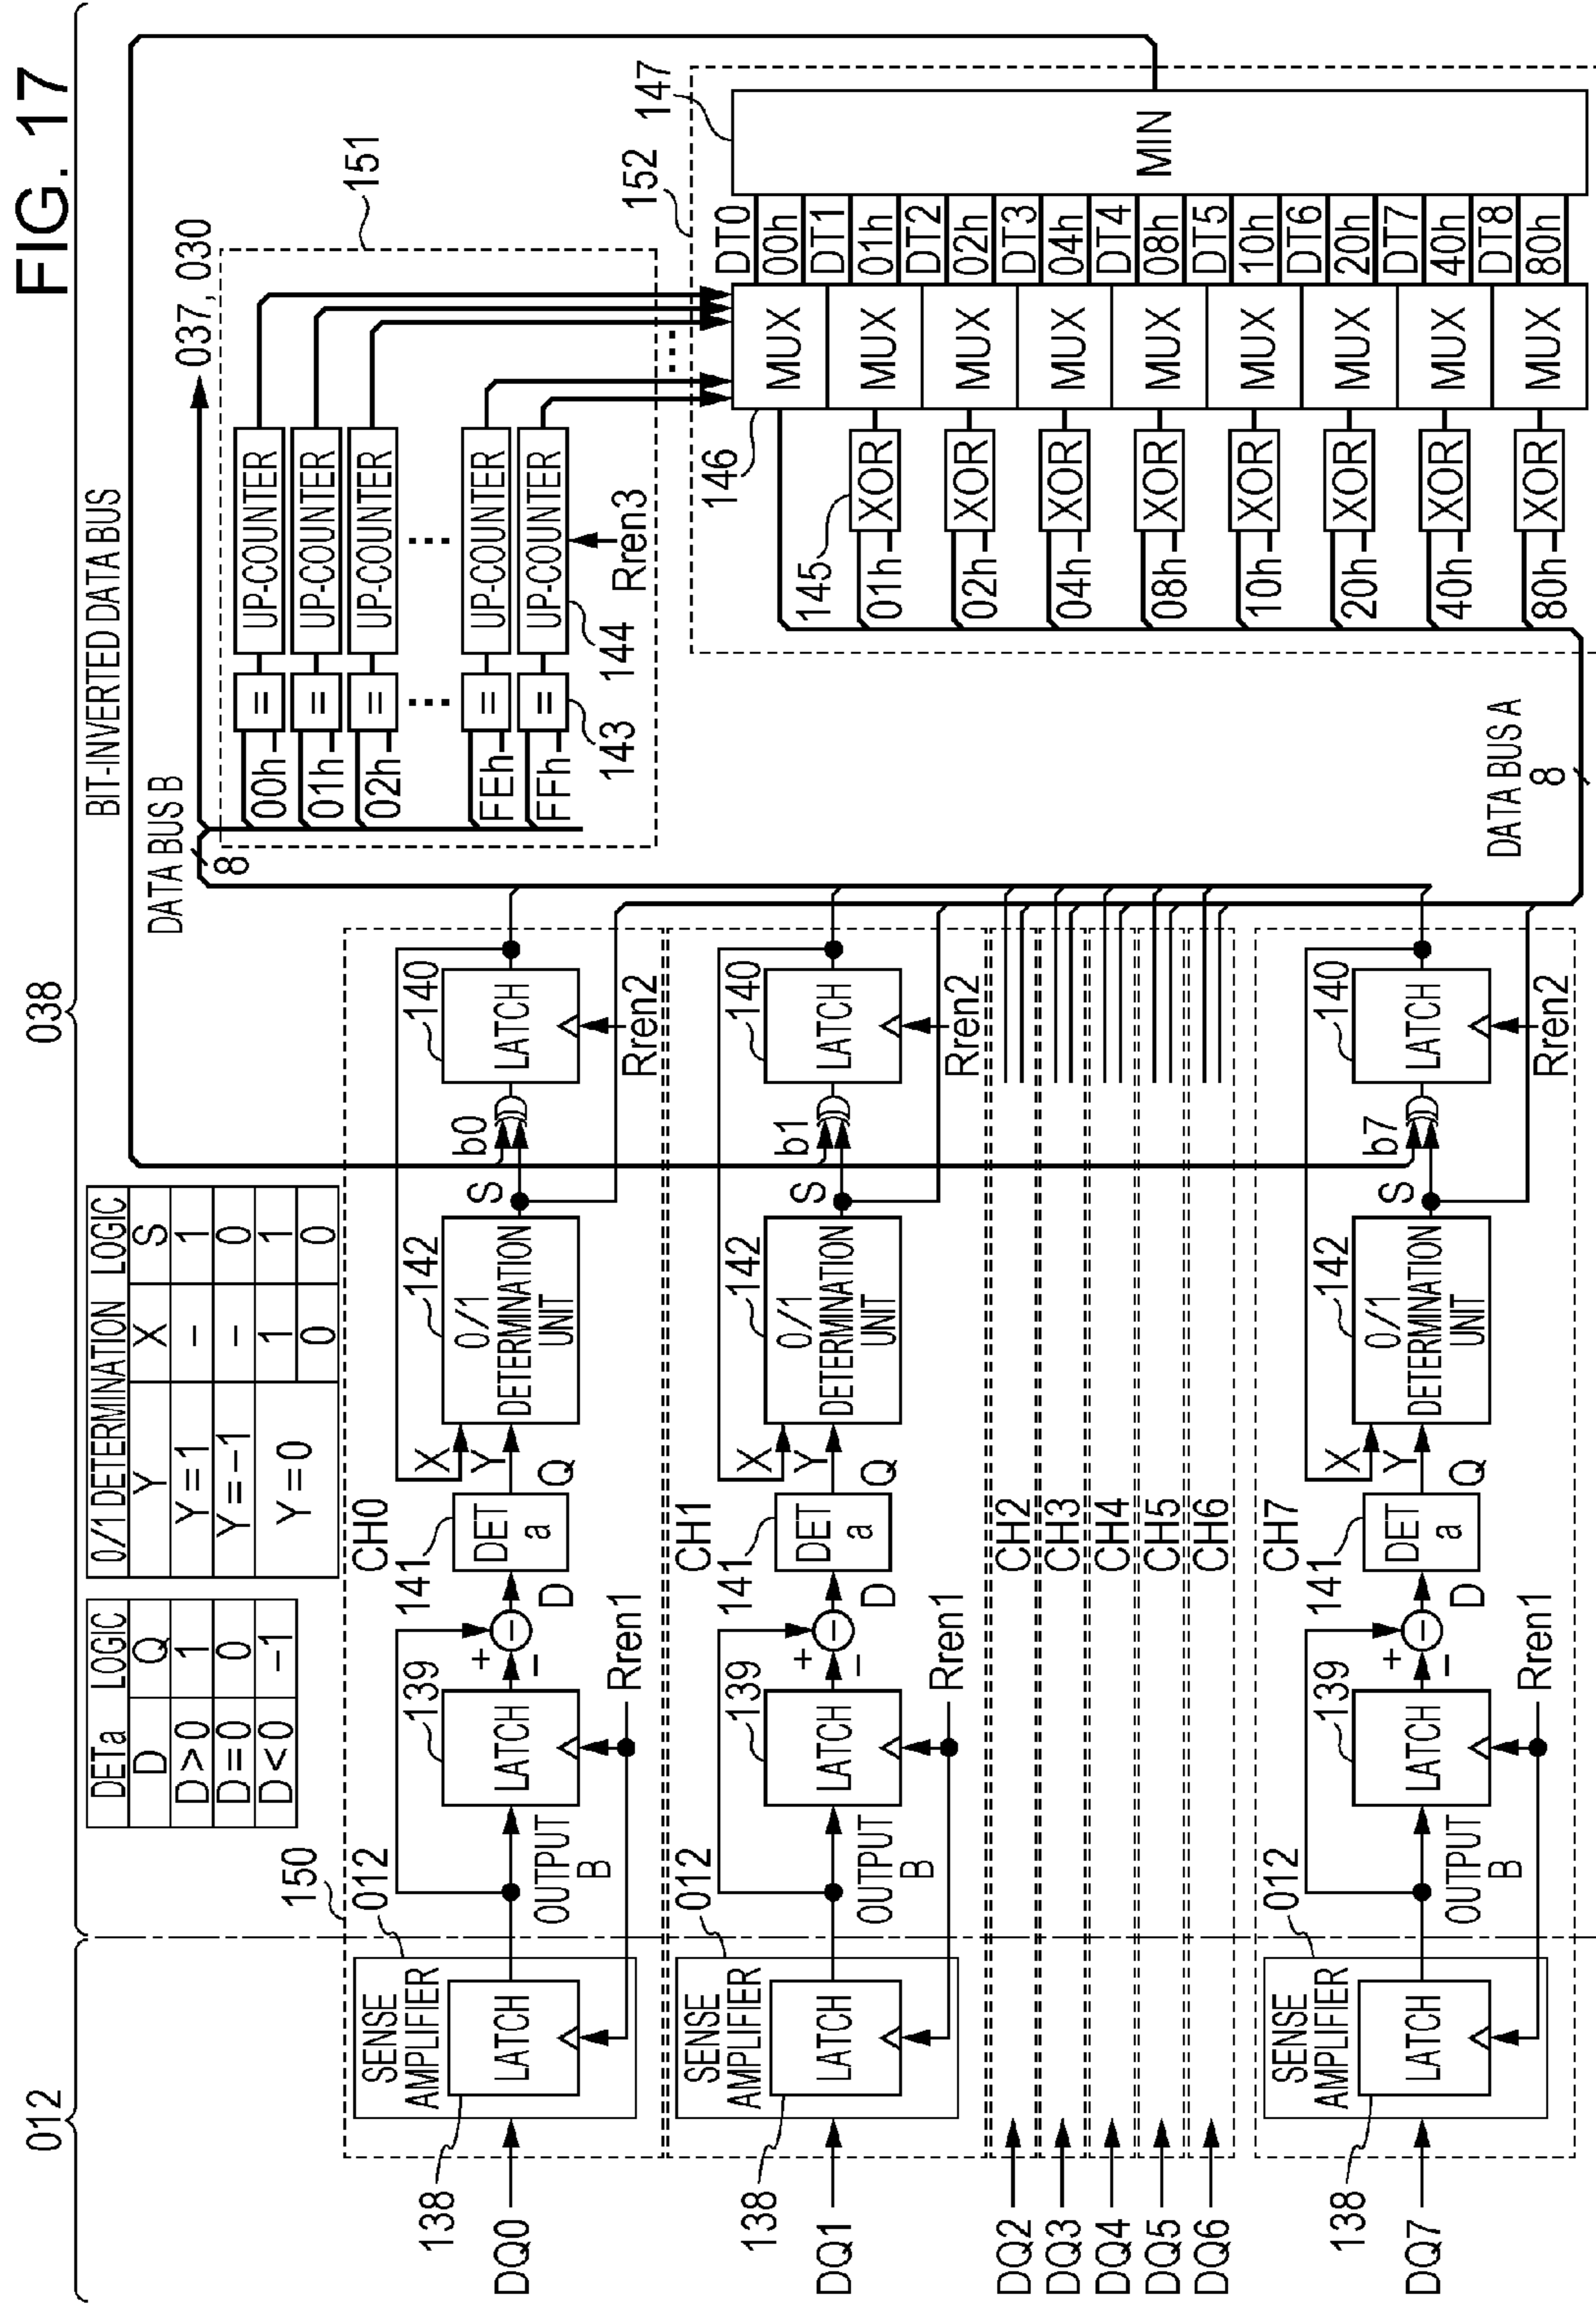 FIG. 17
012
038
BIT-INVERTED DATA BUS
DETa LOGIC
D Q
D>0 1
D=0 0
D<0 −1
0/1 DETERMINATION LOGIC
Y X S
Y=1 − 1
Y=−1 − 0
Y=0 1 1
0 0
DATA BUS B
8
037, 030
150
CH0
DQ0
138
SENSE AMPLIFIER
012
LATCH
OUTPUT B
139
LATCH
Rren1
+
−
−
D
141
DET a
Q
X
Y
142
0/1 DETERMINATION UNIT
S
b0
140
LATCH
Rren2
CH1
DQ1
138
SENSE AMPLIFIER
012
LATCH
OUTPUT B
139
LATCH
Rren1
+
−
−
D
141
DET a
Q
X
Y
142
0/1 DETERMINATION UNIT
S
b1
140
LATCH
Rren2
DQ2
CH2
DQ3
CH3
DQ4
CH4
DQ5
CH5
DQ6
CH6
CH7
DQ7
138
SENSE AMPLIFIER
012
LATCH
OUTPUT B
139
LATCH
Rren1
+
−
−
D
141
DET a
Q
X
Y
142
0/1 DETERMINATION UNIT
S
b7
140
LATCH
Rren2
151
00h = UP-COUNTER
01h = UP-COUNTER
02h = UP-COUNTER
... ...
FEh = UP-COUNTER
FFh = UP-COUNTER
143
144
Rren3
...
152
147
146
145
MUX DT0 00h
01h XOR MUX DT1 01h
02h XOR MUX DT2 02h
04h XOR MUX DT3 04h
08h XOR MUX DT4 08h
10h XOR MUX DT5 10h
20h XOR MUX DT6 20h
40h XOR MUX DT7 40h
80h XOR MUX DT8 80h
MIN
DATA BUS A
8